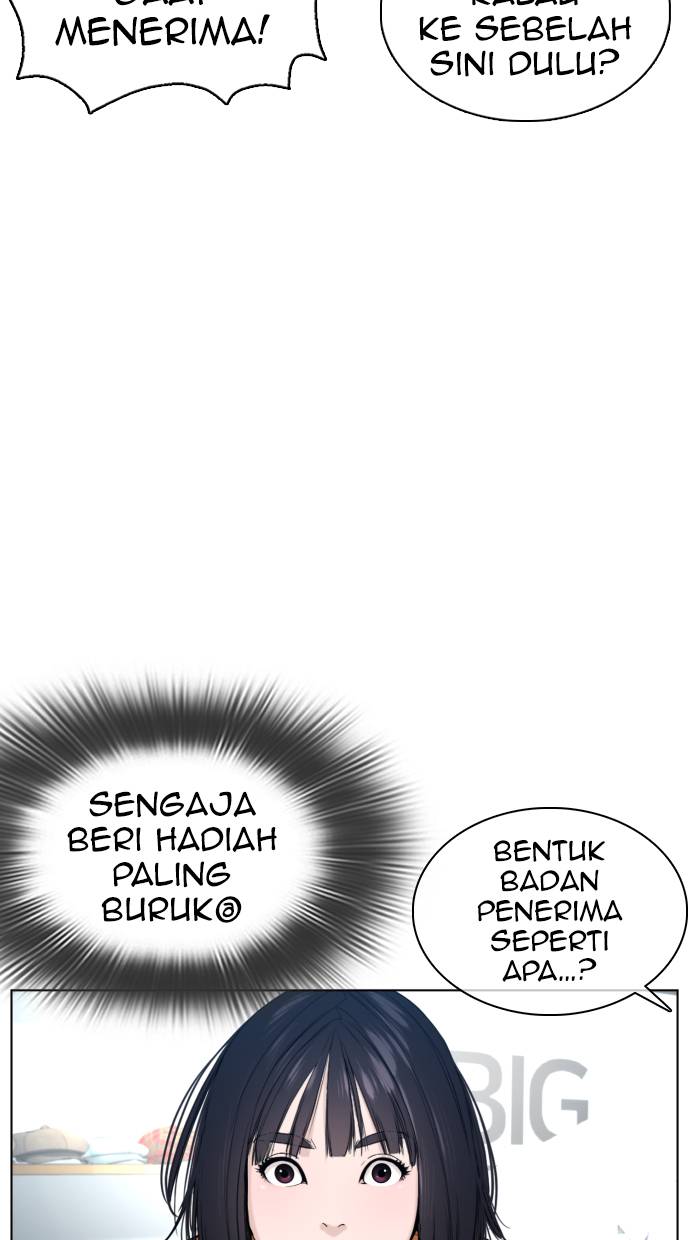 MENERIMA!
KE SEBELAH
SINI DULU?
SENGAJA
BERI HADIAH
PALING
BURUK@
BENTUK
BADAN
PENERIMA
SEPERTI
APA...?
BIG